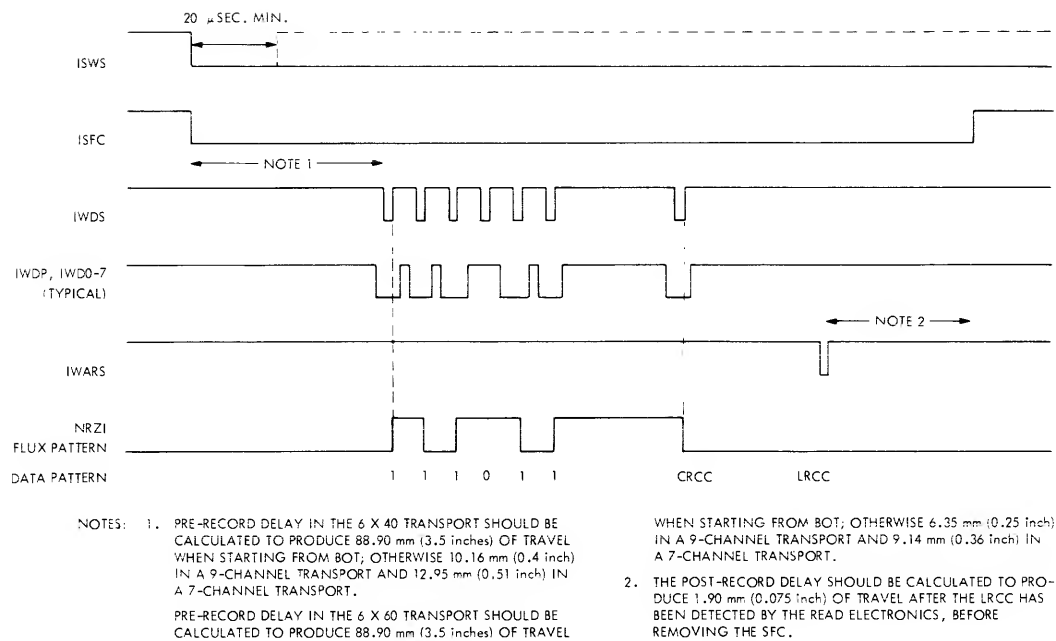 20 μSEC. MIN.
ISWS
ISFC
NOTE 1
IWDS
IWDP, IWD0-7
(TYPICAL)
NOTE 2
IWARS
NRZI
FLUX PATTERN
DATA PATTERN 1 1 1 0 1 1 CRCC LRCC
NOTES: 1. PRE-RECORD DELAY IN THE 6 X 40 TRANSPORT SHOULD BE
CALCULATED TO PRODUCE 88.90 mm (3.5 inches) OF TRAVEL
WHEN STARTING FROM BOT; OTHERWISE 10.16 mm (0.4 inch)
IN A 9-CHANNEL TRANSPORT AND 12.95 mm (0.51 inch) IN
A 7-CHANNEL TRANSPORT.
PRE-RECORD DELAY IN THE 6 X 60 TRANSPORT SHOULD BE
CALCULATED TO PRODUCE 88.90 mm (3.5 inches) OF TRAVEL
WHEN STARTING FROM BOT; OTHERWISE 6.35 mm (0.25 inch)
IN A 9-CHANNEL TRANSPORT AND 9.14 mm (0.36 inch) IN
A 7-CHANNEL TRANSPORT.
2. THE POST-RECORD DELAY SHOULD BE CALCULATED TO PRO-
DUCE 1.90 mm (0.075 inch) OF TRAVEL AFTER THE LRCC HAS
BEEN DETECTED BY THE READ ELECTRONICS, BEFORE
REMOVING THE SFC.